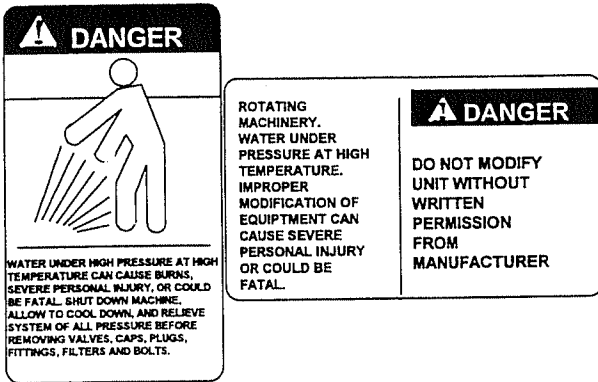 DANGER
WATER UNDER HIGH PRESSURE AT HIGH
TEMPERATURE CAN CAUSE BURNS,
SEVERE PERSONAL INJURY, OR COULD
BE FATAL. SHUT DOWN MACHINE,
ALLOW TO COOL DOWN, AND RELIEVE
SYSTEM OF ALL PRESSURE BEFORE
REMOVING VALVES, CAPS, PLUGS,
FITTINGS, FILTERS AND BOLTS.
ROTATING
MACHINERY.
WATER UNDER
PRESSURE AT HIGH
TEMPERATURE.
IMPROPER
MODIFICATION OF
EQUIPTMENT CAN
CAUSE SEVERE
PERSONAL INJURY
OR COULD BE
FATAL.
DANGER
DO NOT MODIFY
UNIT WITHOUT
WRITTEN
PERMISSION
FROM
MANUFACTURER